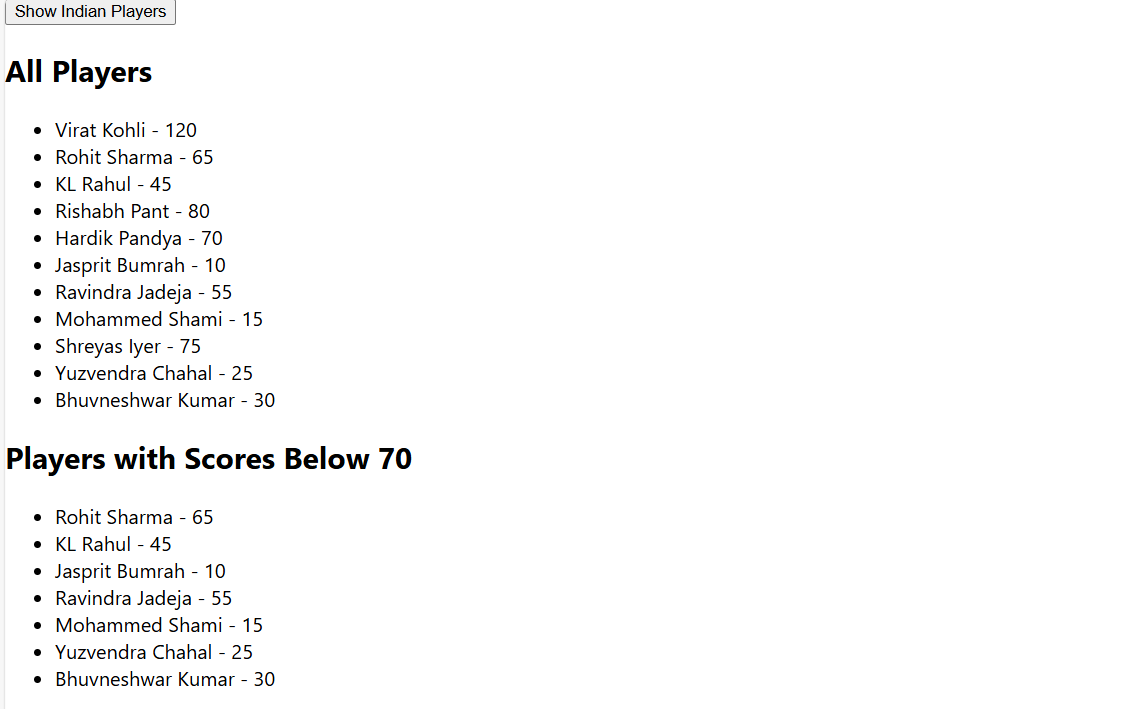 Show Indian Players
All Players
Virat Kohli - 120
Rohit Sharma - 65
KL Rahul - 45
Rishabh Pant - 80
Hardik Pandya - 70
Jasprit Bumrah - 10
Ravindra Jadeja - 55
Mohammed Shami - 15
Shreyas Iyer - 75
Yuzvendra Chahal - 25
Bhuvneshwar Kumar - 30
Players with Scores Below 70
Rohit Sharma - 65
KL Rahul - 45
Jasprit Bumrah - 10
Ravindra Jadeja - 55
Mohammed Shami - 15
Yuzvendra Chahal - 25
Bhuvneshwar Kumar - 30